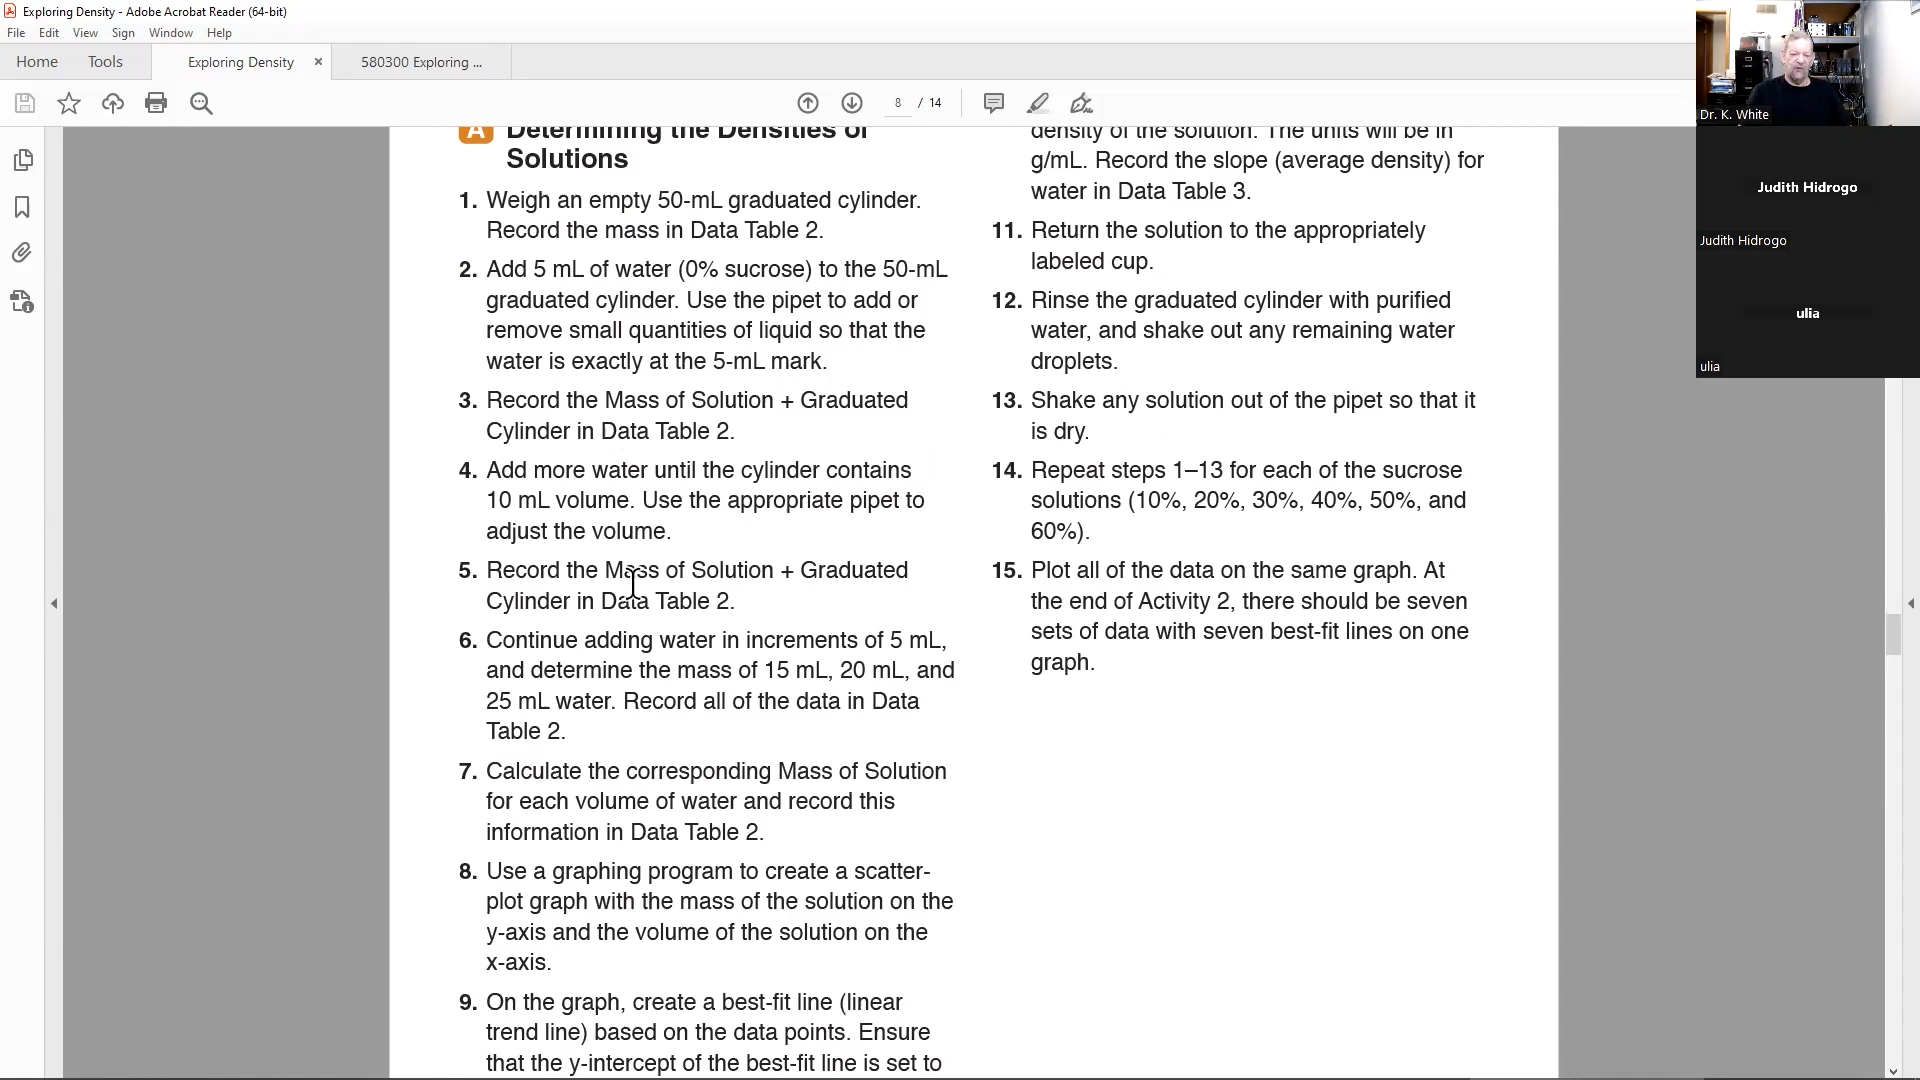 Exploring Density - Adobe Acrobat Reader (64-bit)
File Edit View Sign Window Help
Home Tools Exploring Density × 580300 Exploring ...
8 / 14
A Determining the Densities of
Solutions
1. Weigh an empty 50-mL graduated cylinder.
Record the mass in Data Table 2.
2. Add 5 mL of water (0% sucrose) to the 50-mL
graduated cylinder. Use the pipet to add or
remove small quantities of liquid so that the
water is exactly at the 5-mL mark.
3. Record the Mass of Solution + Graduated
Cylinder in Data Table 2.
4. Add more water until the cylinder contains
10 mL volume. Use the appropriate pipet to
adjust the volume.
5. Record the Mass of Solution + Graduated
Cylinder in Data Table 2.
6. Continue adding water in increments of 5 mL,
and determine the mass of 15 mL, 20 mL, and
25 mL water. Record all of the data in Data
Table 2.
7. Calculate the corresponding Mass of Solution
for each volume of water and record this
information in Data Table 2.
8. Use a graphing program to create a scatter-
plot graph with the mass of the solution on the
y-axis and the volume of the solution on the
x-axis.
9. On the graph, create a best-fit line (linear
trend line) based on the data points. Ensure
that the y-intercept of the best-fit line is set to
density of the solution. The units will be in
g/mL. Record the slope (average density) for
water in Data Table 3.
11. Return the solution to the appropriately
labeled cup.
12. Rinse the graduated cylinder with purified
water, and shake out any remaining water
droplets.
13. Shake any solution out of the pipet so that it
is dry.
14. Repeat steps 1–13 for each of the sucrose
solutions (10%, 20%, 30%, 40%, 50%, and
60%).
15. Plot all of the data on the same graph. At
the end of Activity 2, there should be seven
sets of data with seven best-fit lines on one
graph.
Dr. K. White
Judith Hidrogo
Judith Hidrogo
ulia
ulia